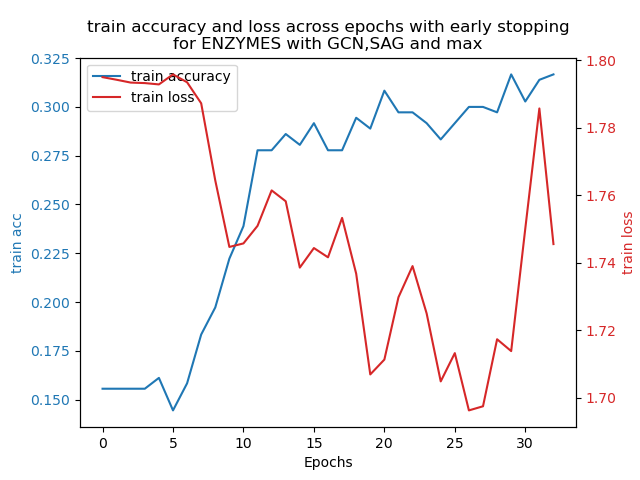 train accuracy and loss across epochs with early stopping
for ENZYMES with GCN,SAG and max
train accuracy
train loss
0.325
0.300
0.275
0.250
0.225
0.200
0.175
0.150
train acc
1.80
1.78
1.76
1.74
1.72
1.70
train loss
0 5 10 15 20 25 30
Epochs